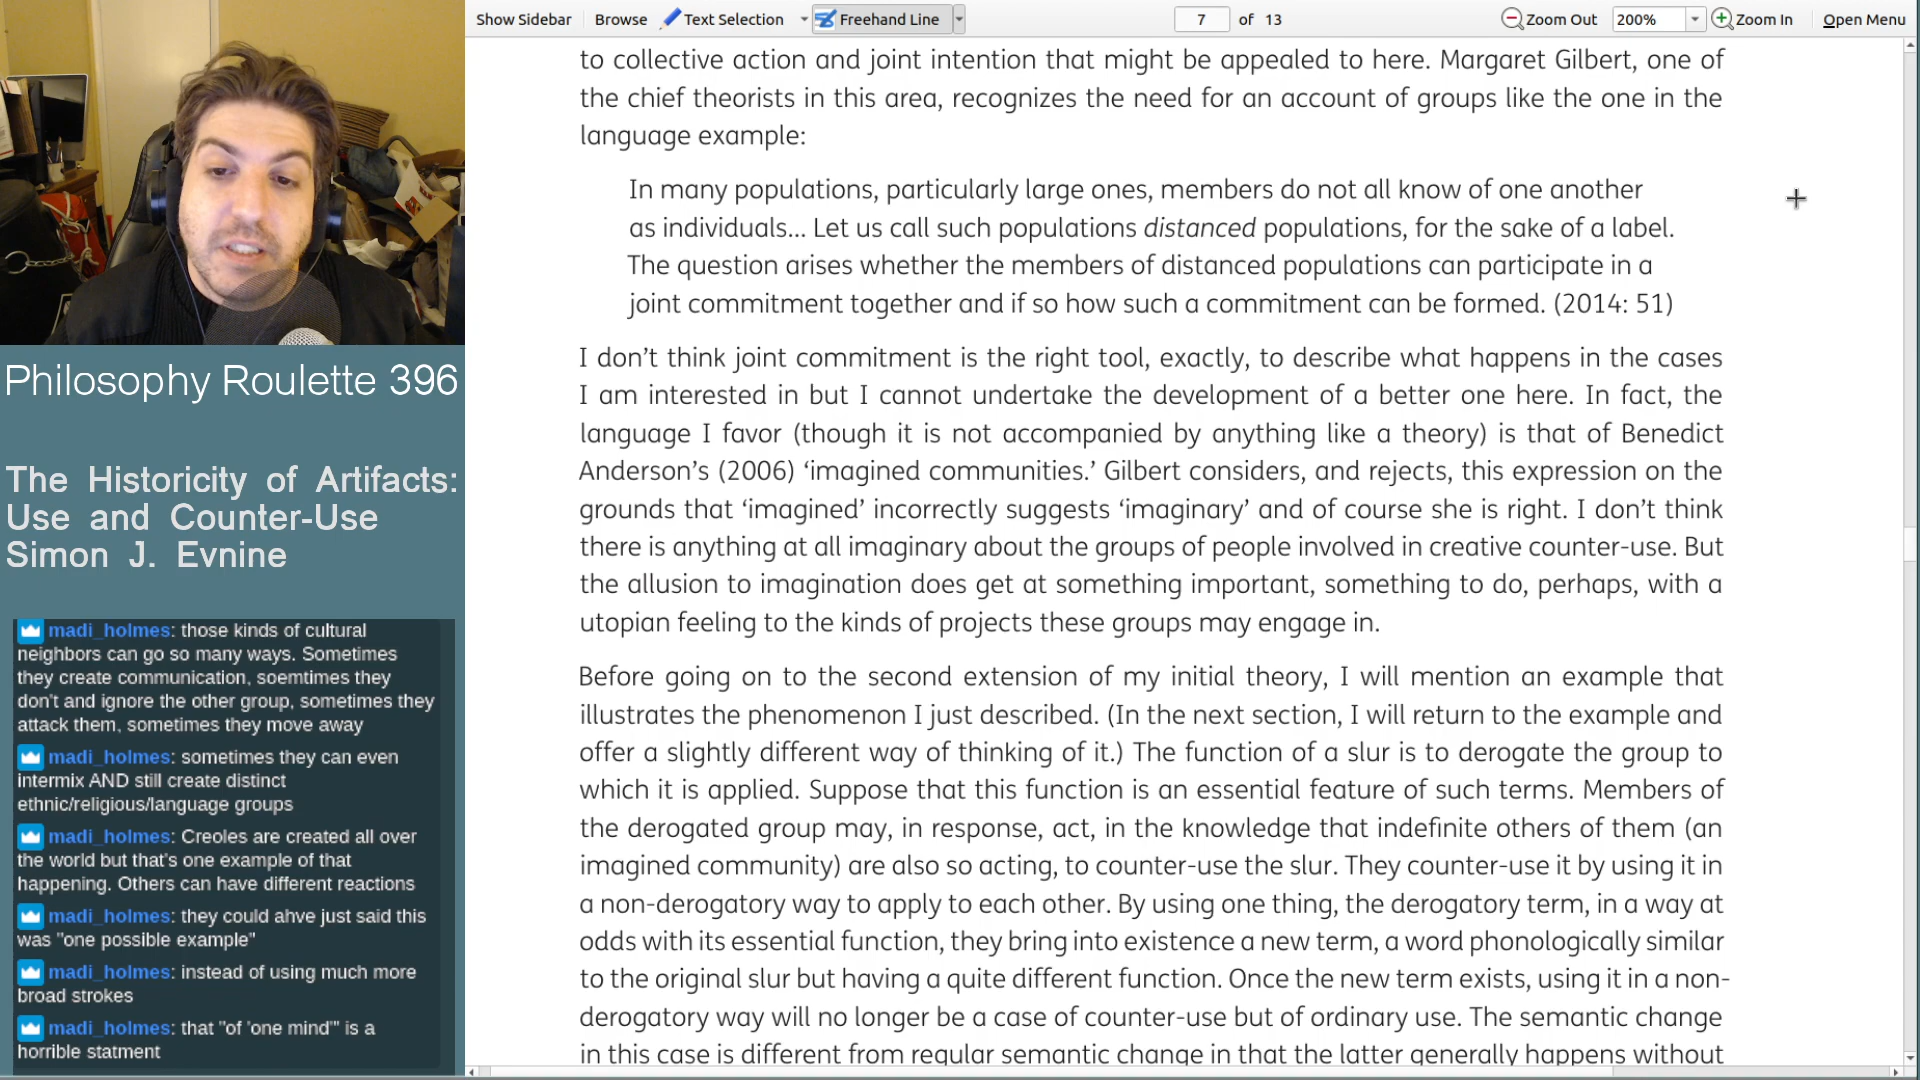 Show Sidebar Browse Text Selection Freehand Line 7 of 13 Zoom Out 200% Zoom In Open Menu
to collective action and joint intention that might be appealed to here. Margaret Gilbert, one of
the chief theorists in this area, recognizes the need for an account of groups like the one in the
language example:
In many populations, particularly large ones, members do not all know of one another
as individuals... Let us call such populations distanced populations, for the sake of a label.
The question arises whether the members of distanced populations can participate in a
joint commitment together and if so how such a commitment can be formed. (2014: 51)
I don’t think joint commitment is the right tool, exactly, to describe what happens in the cases
I am interested in but I cannot undertake the development of a better one here. In fact, the
language I favor (though it is not accompanied by anything like a theory) is that of Benedict
Anderson’s (2006) ‘imagined communities.’ Gilbert considers, and rejects, this expression on the
grounds that ‘imagined’ incorrectly suggests ‘imaginary’ and of course she is right. I don’t think
there is anything at all imaginary about the groups of people involved in creative counter-use. But
the allusion to imagination does get at something important, something to do, perhaps, with a
utopian feeling to the kinds of projects these groups may engage in.
Before going on to the second extension of my initial theory, I will mention an example that
illustrates the phenomenon I just described. (In the next section, I will return to the example and
offer a slightly different way of thinking of it.) The function of a slur is to derogate the group to
which it is applied. Suppose that this function is an essential feature of such terms. Members of
the derogated group may, in response, act, in the knowledge that indefinite others of them (an
imagined community) are also so acting, to counter-use the slur. They counter-use it by using it in
a non-derogatory way to apply to each other. By using one thing, the derogatory term, in a way at
odds with its essential function, they bring into existence a new term, a word phonologically similar
to the original slur but having a quite different function. Once the new term exists, using it in a non-
derogatory way will no longer be a case of counter-use but of ordinary use. The semantic change
in this case is different from regular semantic change in that the latter generally happens without
Philosophy Roulette 396
The Historicity of Artifacts:
Use and Counter-Use
Simon J. Evnine
madi_holmes: those kinds of cultural
neighbors can go so many ways. Sometimes
they create communication, soemtimes they
don't and ignore the other group, sometimes they
attack them, sometimes they move away
madi_holmes: sometimes they can even
intermix AND still create distinct
ethnic/religious/language groups
madi_holmes: Creoles are created all over
the world but that's one example of that
happening. Others can have different reactions
madi_holmes: they could ahve just said this
was "one possible example"
madi_holmes: instead of using much more
broad strokes
madi_holmes: that "of 'one mind'" is a
horrible statment